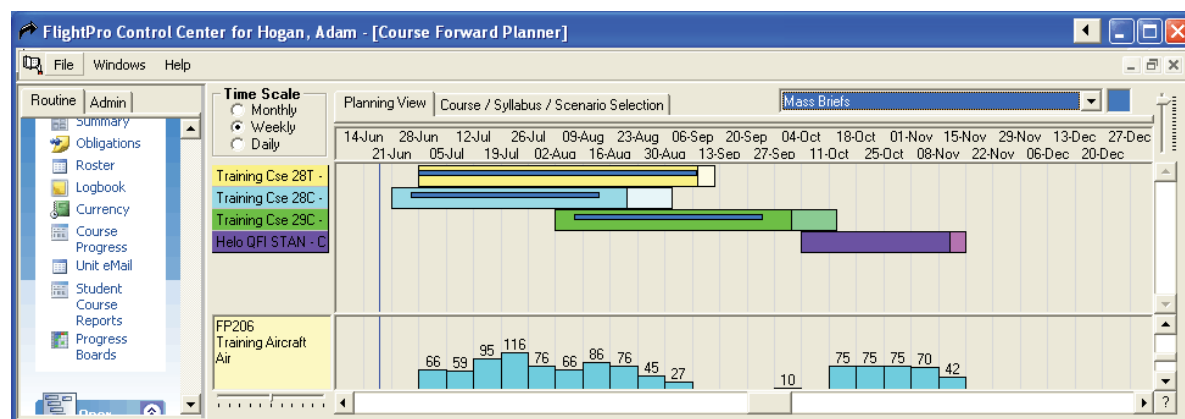 FlightPro Control Center for Hogan, Adam - [Course Forward Planner]
File Windows Help
Routine Admin
Summary
Obligations
Roster
Logbook
Currency
Course
Progress
Unit eMail
Student
Course
Reports
Progress
Boards
Time Scale
Monthly
Weekly
Daily
Planning View Course / Syllabus / Scenario Selection Mass Briefs
14-Jun 28-Jun 12-Jul 26-Jul 09-Aug 23-Aug 06-Sep 20-Sep 04-Oct 18-Oct 01-Nov 15-Nov 29-Nov 13-Dec 27-Dec
21-Jun 05-Jul 19-Jul 02-Aug 16-Aug 30-Aug 13-Sep 27-Sep 11-Oct 25-Oct 08-Nov 22-Nov 06-Dec 20-Dec
Training Cse 28T -
Training Cse 28C -
Training Cse 29C -
Helo QFI STAN - C
FP206
Training Aircraft
Air
66 59 95 116 76 66 86 76 45 27 10 75 75 75 70 42
?